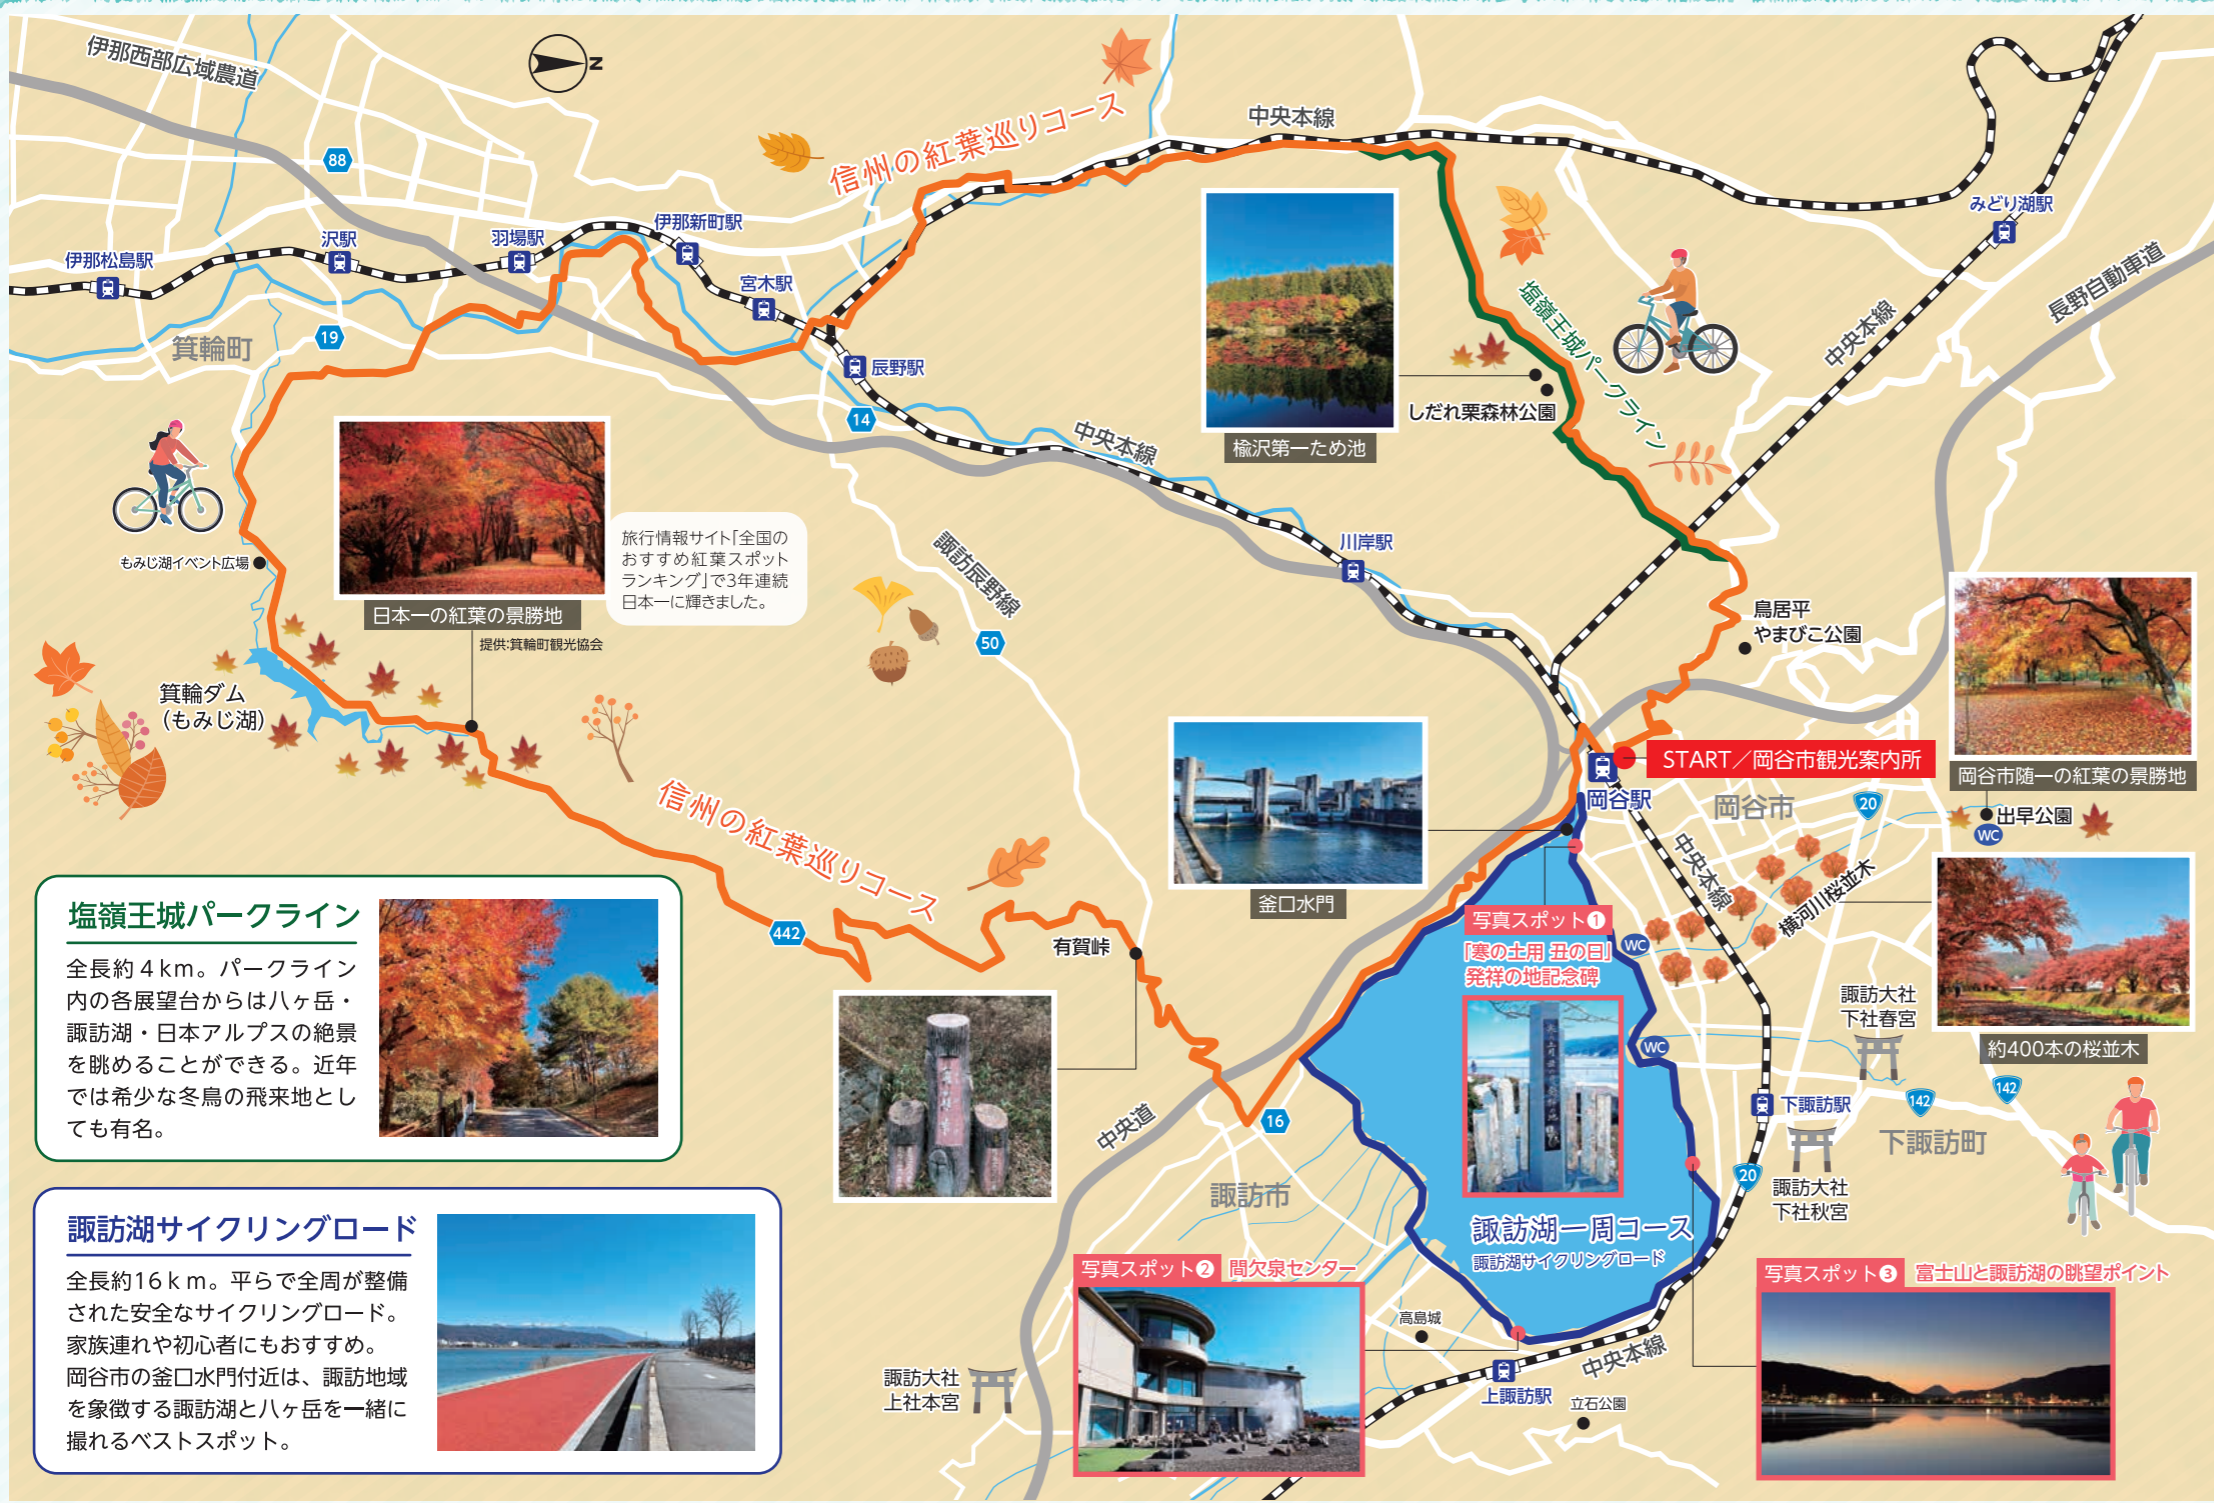 伊那西部広域農道
N
信州の紅葉巡りコース
中央本線
88
みどり湖駅
伊那松島駅
沢駅
羽場駅
伊那新町駅
宮木駅
長野自動車道
19
箕輪町
辰野駅
14
中央本線
塩嶺王城パークライン
中央本線
しだれ栗森林公園
楡沢第一ため池
もみじ湖イベント広場
旅行情報サイト「全国の
おすすめ紅葉スポット
ランキング」で3年連続
日本一に輝きました。
日本一の紅葉の景勝地
提供:箕輪町観光協会
諏訪辰野線
50
川岸駅
鳥居平
やまびこ公園
箕輪ダム
（もみじ湖）
START／岡谷市観光案内所
岡谷駅
岡谷市
20
岡谷市随一の紅葉の景勝地
出早公園
WC
信州の紅葉巡りコース
釜口水門
中央本線
横河川桜並木
約400本の桜並木
442
有賀峠
写真スポット❶
「寒の土用 丑の日」
発祥の地記念碑
WC
WC
諏訪大社
下社春宮
142
142
下諏訪駅
下諏訪町
諏訪大社
下社秋宮
20
中央道
16
諏訪市
諏訪湖一周コース
諏訪湖サイクリングロード
写真スポット❷
間欠泉センター
高島城
中央本線
上諏訪駅
立石公園
写真スポット❸
富士山と諏訪湖の眺望ポイント
諏訪大社
上社本宮
塩嶺王城パークライン
全長約４km。パークライン
内の各展望台からは八ヶ岳・
諏訪湖・日本アルプスの絶景
を眺めることができる。近年
では希少な冬鳥の飛来地とし
ても有名。
諏訪湖サイクリングロード
全長約16ｋｍ。平らで全周が整備
された安全なサイクリングロード。
家族連れや初心者にもおすすめ。
岡谷市の釜口水門付近は、諏訪地域
を象徴する諏訪湖と八ヶ岳を一緒に
撮れるベストスポット。